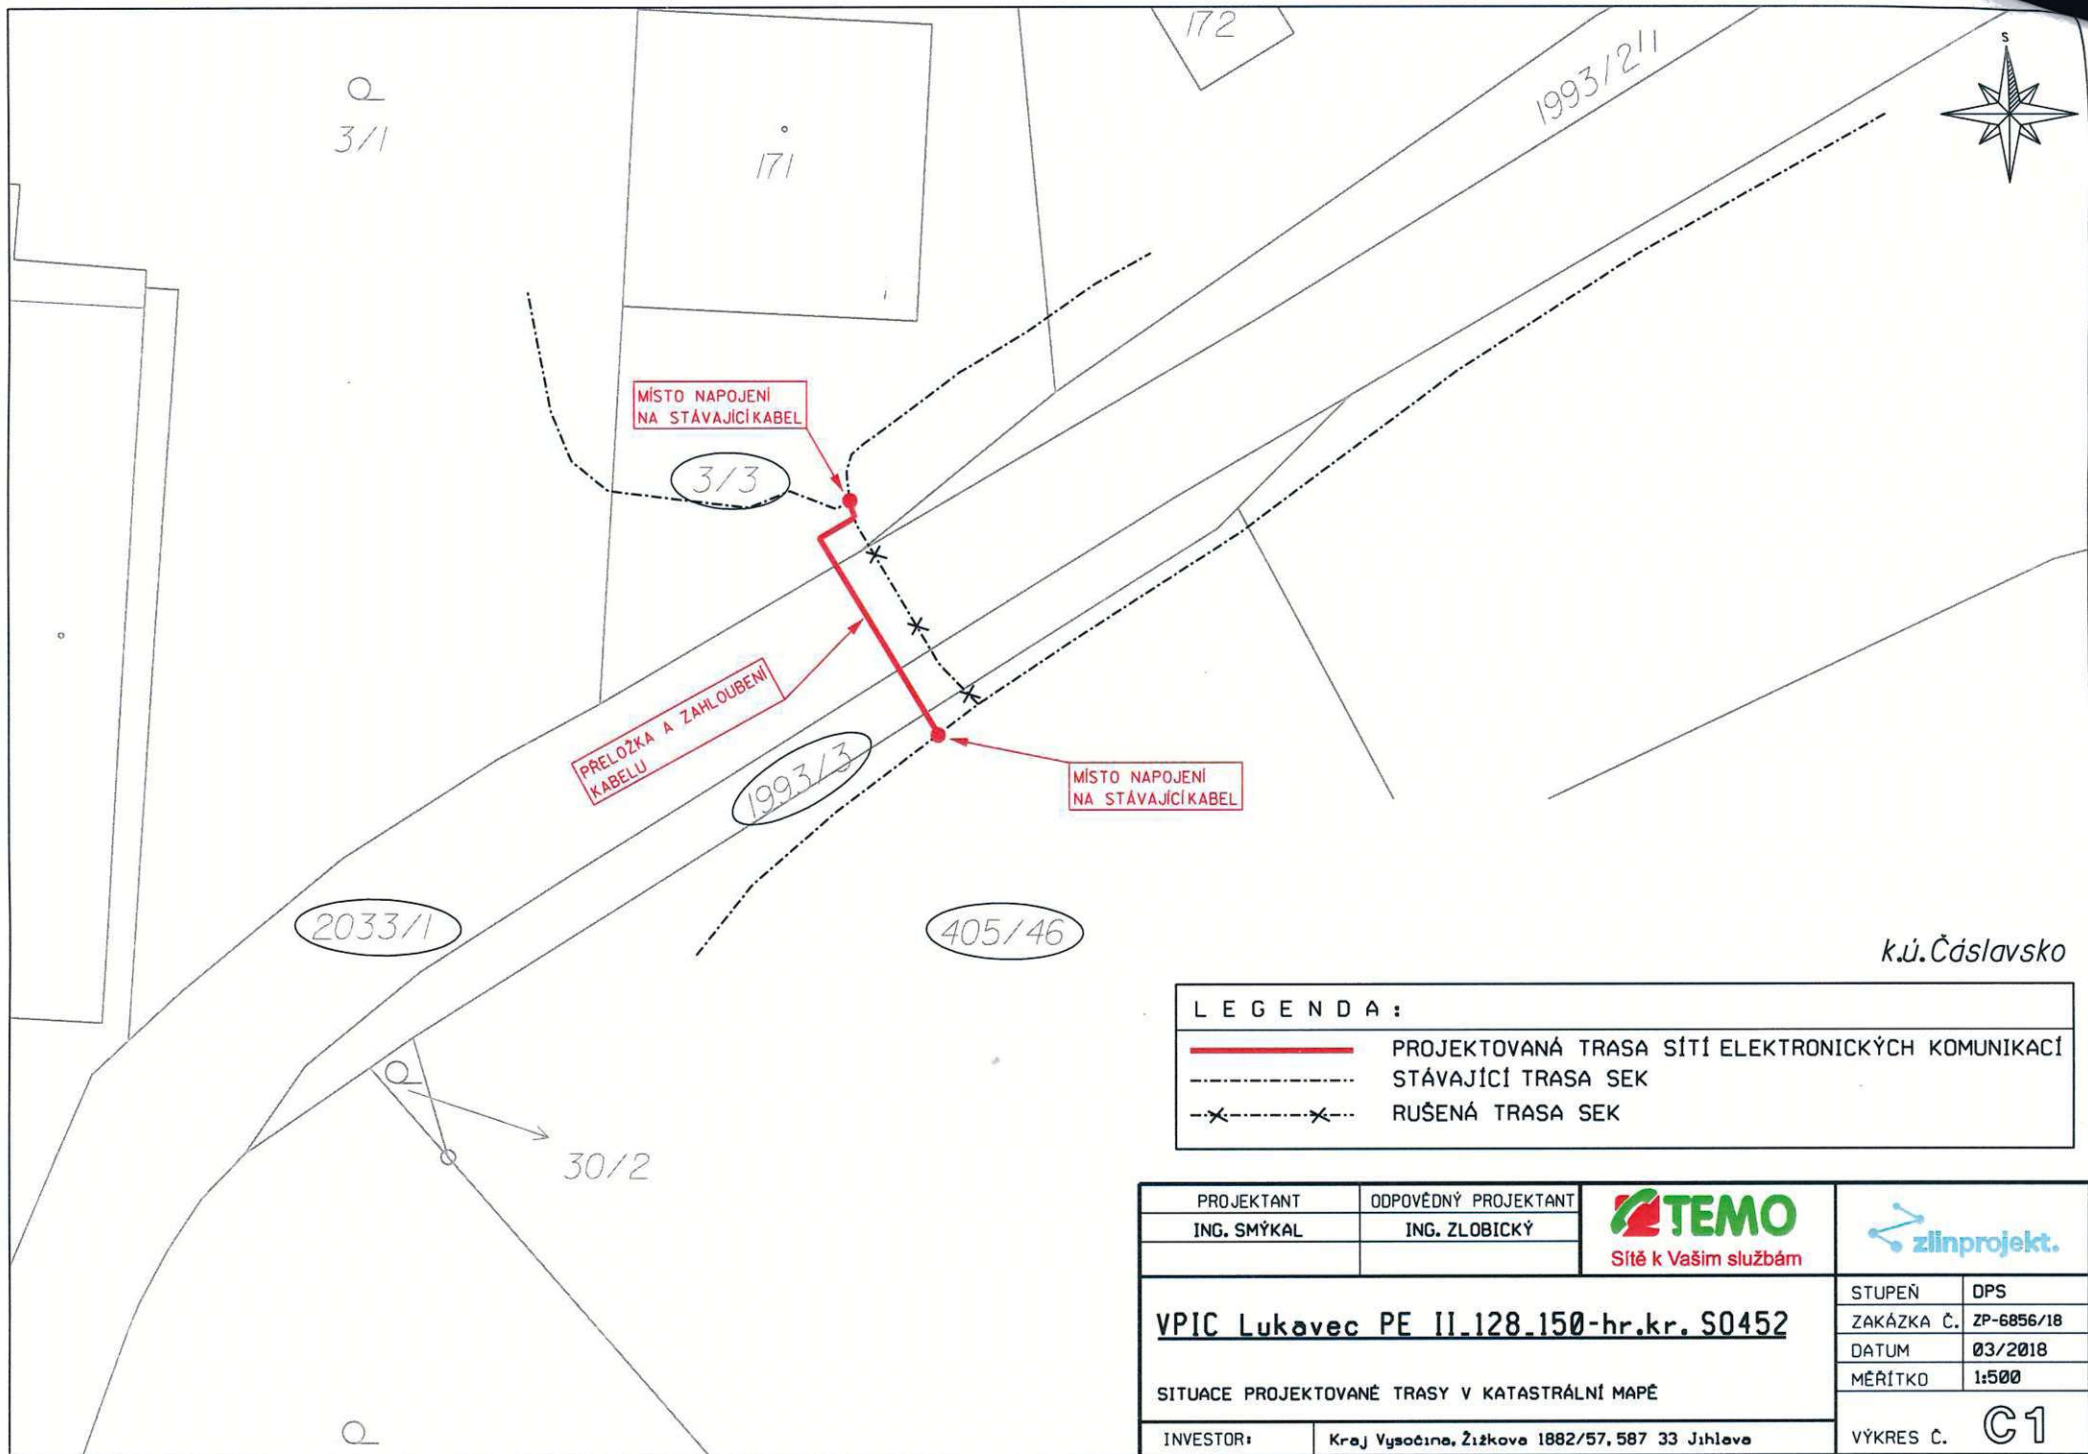 172
S
1993/2
3/1
171
MÍSTO NAPOJENÍ
NA STÁVAJÍCÍ KABEL
3/3
PŘELOŽKA A ZAHLOUBENÍ
KABELU
1993/3
MÍSTO NAPOJENÍ
NA STÁVAJÍCÍ KABEL
2033/1
405/46
k.ú. Čáslavsko
LEGENDA:
PROJEKTOVANÁ TRASA SÍTÍ ELEKTRONICKÝCH KOMUNIKACÍ
STÁVAJÍCÍ TRASA SEK
RUŠENÁ TRASA SEK
30/2
PROJEKTANT
ODPOVĚDNÝ PROJEKTANT
ING. SMÝKAL
ING. ZLOBICKÝ
TEMO
Sítě k Vašim službám
zlinprojekt.
VPIC Lukavec PE II_128_150-hr.kr. SO452
SITUACE PROJEKTOVANÉ TRASY V KATASTRÁLNÍ MAPĚ
STUPEŇ DPS
ZAKÁZKA Č. ZP-6856/18
DATUM 03/2018
MĚŘÍTKO 1:500
VÝKRES Č. C1
INVESTOR: Kraj Vysočina, Žižkova 1882/57, 587 33 Jihlava